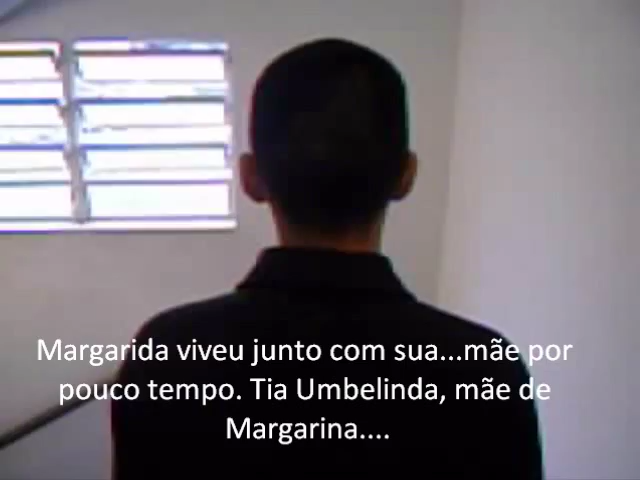 Margarida viveu junto com sua...mãe por
pouco tempo. Tia Umbelinda, mãe de
Margarina....